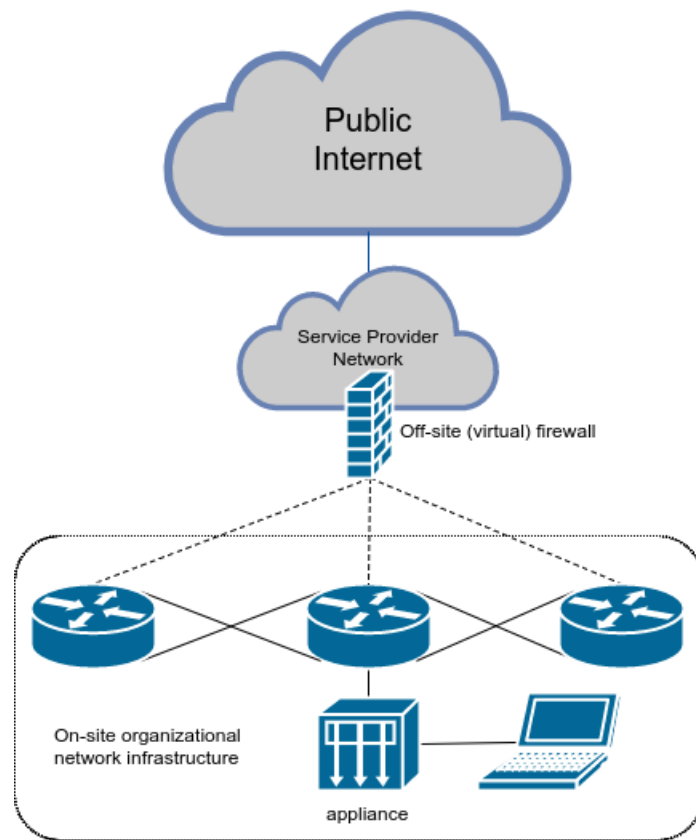 Public
Internet
Service Provider
Network
Off-site (virtual) firewall
On-site organizational
network infrastructure
appliance